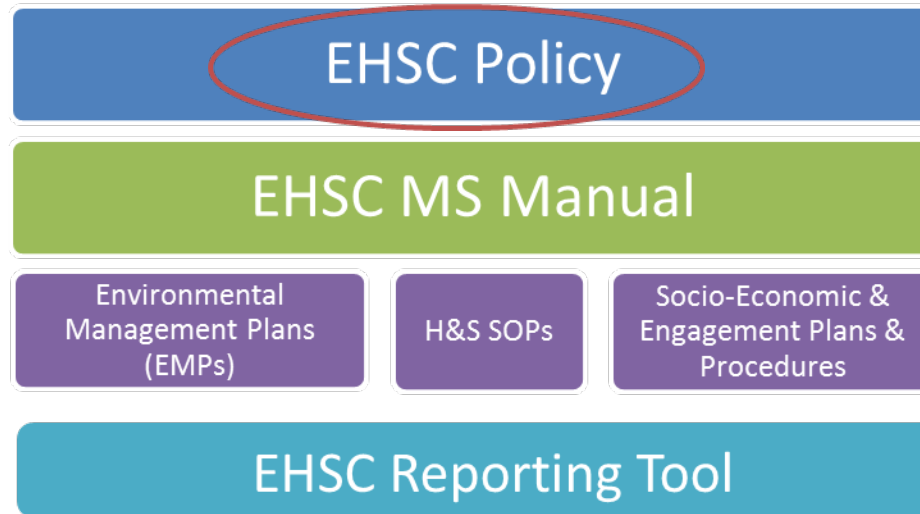 EHSC Policy
EHSC MS Manual
Environmental
Management Plans
(EMPs)
H&S SOPs
Socio-Economic &
Engagement Plans &
Procedures
EHSC Reporting Tool